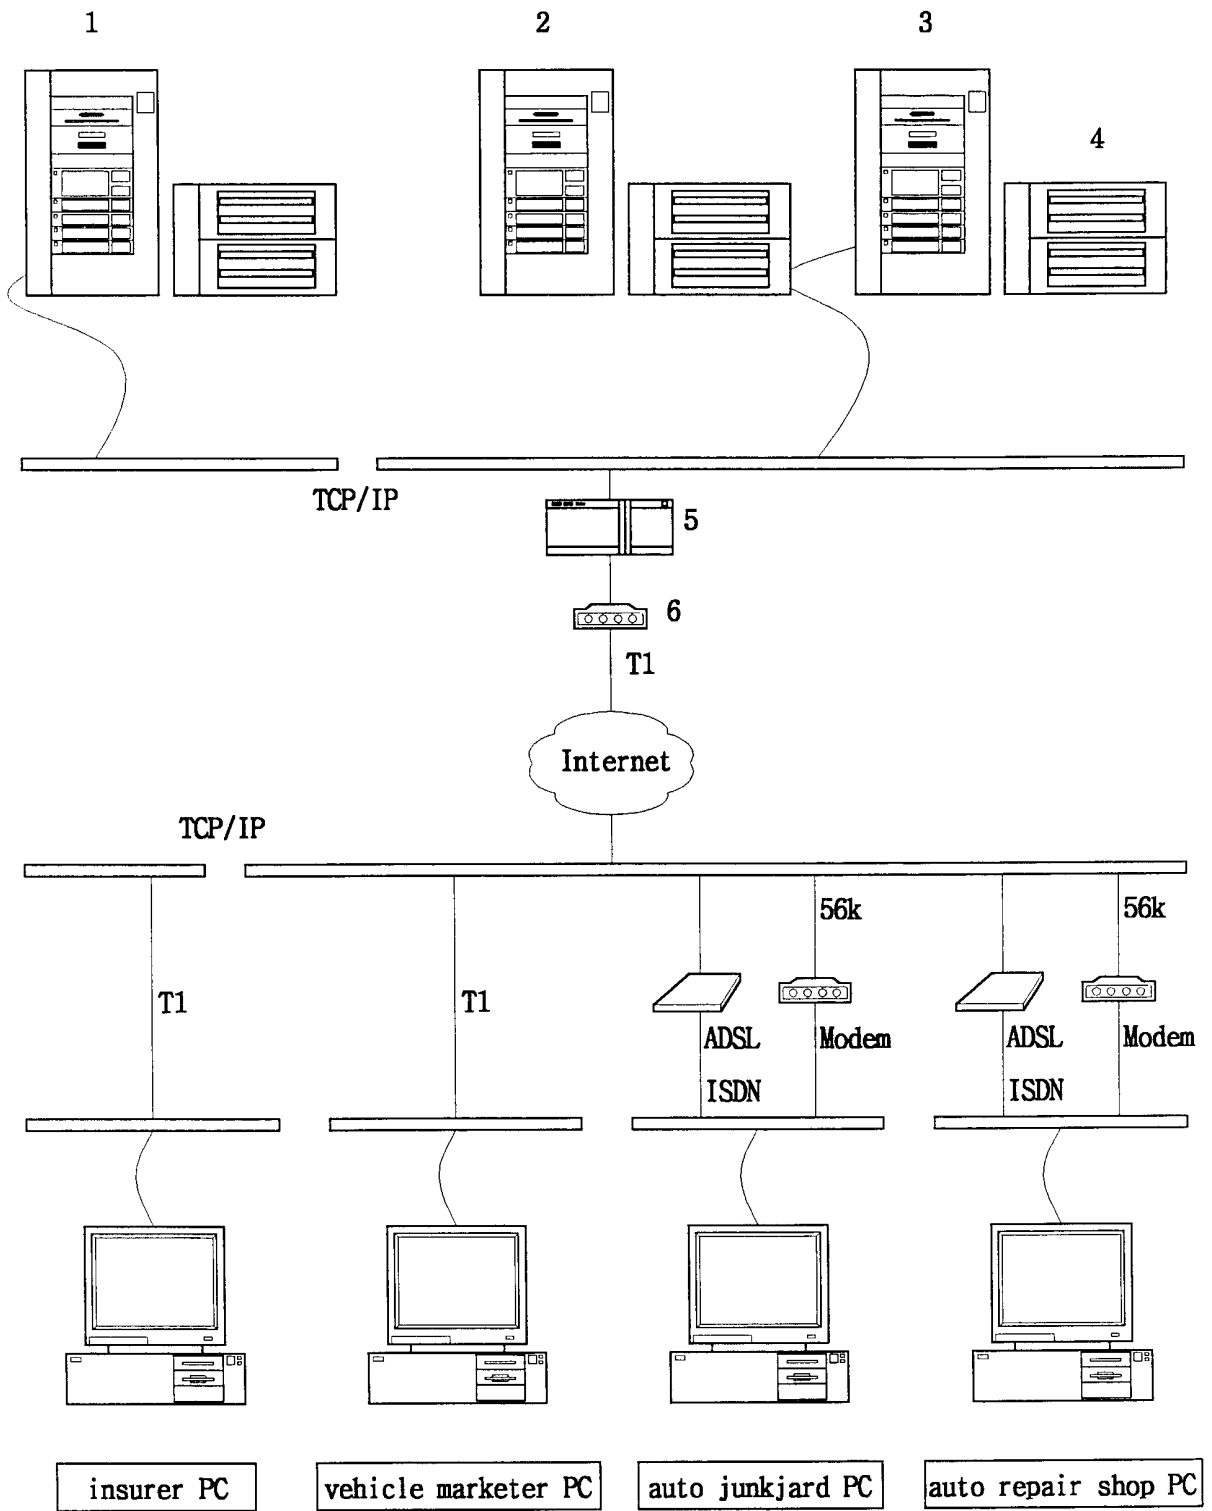 1
2
3
4
TCP/IP
5
6
T1
Internet
TCP/IP
56k
56k
T1
T1
ADSL
Modem
ADSL
Modem
ISDN
ISDN
insurer PC
vehicle marketer PC
auto junkjard PC
auto repair shop PC